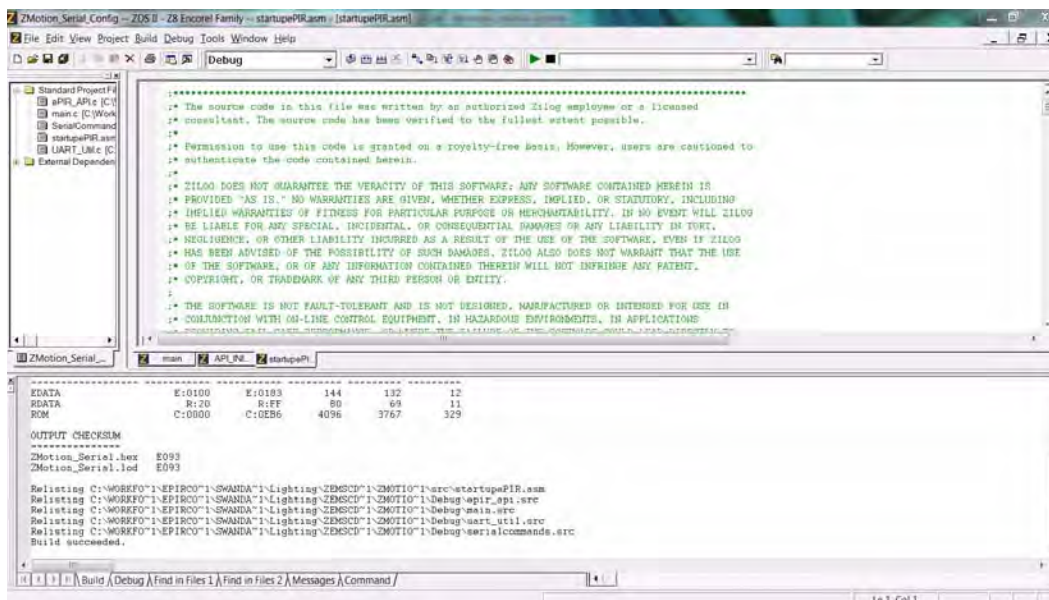 ZMotion_Serial_Config -- ZDS II - Z8 Encore! Family -- startupePIR.asm - [startupePIR.asm]
File Edit View Project Build Debug Tools Window Help
Debug
Standard Project Fil
ePIR_API.c [C:\
main.c [C:\Work
SerialCommand
startupePIR.asm
UART_Util.c [C:
External Dependen
;****************************************************************************
;* The source code in this file was written by an authorized Zilog employee or a licensed
;* consultant. The source code has been verified to the fullest extent possible.
;*
;* Permission to use this code is granted on a royalty-free basis. However, users are cautioned to
;* authenticate the code contained herein.
;*
;* ZILOG DOES NOT GUARANTEE THE VERACITY OF THIS SOFTWARE; ANY SOFTWARE CONTAINED HEREIN IS
;* PROVIDED "AS IS." NO WARRANTIES ARE GIVEN, WHETHER EXPRESS, IMPLIED, OR STATUTORY, INCLUDING
;* IMPLIED WARRANTIES OF FITNESS FOR PARTICULAR PURPOSE OR MERCHANTABILITY. IN NO EVENT WILL ZILOG
;* BE LIABLE FOR ANY SPECIAL, INCIDENTAL, OR CONSEQUENTIAL DAMAGES OR ANY LIABILITY IN TORT,
;* NEGLIGENCE, OR OTHER LIABILITY INCURRED AS A RESULT OF THE USE OF THE SOFTWARE, EVEN IF ZILOG
;* HAS BEEN ADVISED OF THE POSSIBILITY OF SUCH DAMAGES. ZILOG ALSO DOES NOT WARRANT THAT THE USE
;* OF THE SOFTWARE, OR OF ANY INFORMATION CONTAINED THEREIN WILL NOT INFRINGE ANY PATENT,
;* COPYRIGHT, OR TRADEMARK OF ANY THIRD PERSON OR ENTITY.
;
;* THE SOFTWARE IS NOT FAULT-TOLERANT AND IS NOT DESIGNED, MANUFACTURED OR INTENDED FOR USE IN
;* CONJUNCTION WITH ON-LINE CONTROL EQUIPMENT, IN HAZARDOUS ENVIRONMENTS, IN APPLICATIONS
ZMotion_Serial_...
main API_INI... startupePI...
EDATA E:0100 E:0183 144 132 12
RDATA R:20 R:FF 80 69 11
ROM C:0000 C:0EB6 4096 3767 329
OUTPUT CHECKSUM
---------------
ZMotion_Serial.hex E093
ZMotion_Serial.lod E093
Relisting C:\WORKFO~1\EPIRCO~1\SWANDA~1\Lighting\ZEMSCD~1\ZMOTIO~1\src\startupePIR.asm
Relisting C:\WORKFO~1\EPIRCO~1\SWANDA~1\Lighting\ZEMSCD~1\ZMOTIO~1\Debug\epir_api.src
Relisting C:\WORKFO~1\EPIRCO~1\SWANDA~1\Lighting\ZEMSCD~1\ZMOTIO~1\Debug\main.src
Relisting C:\WORKFO~1\EPIRCO~1\SWANDA~1\Lighting\ZEMSCD~1\ZMOTIO~1\Debug\uart_util.src
Relisting C:\WORKFO~1\EPIRCO~1\SWANDA~1\Lighting\ZEMSCD~1\ZMOTIO~1\Debug\serialcommands.src
Build succeeded.
Build Debug Find in Files 1 Find in Files 2 Messages Command
Ln 1, Col 1